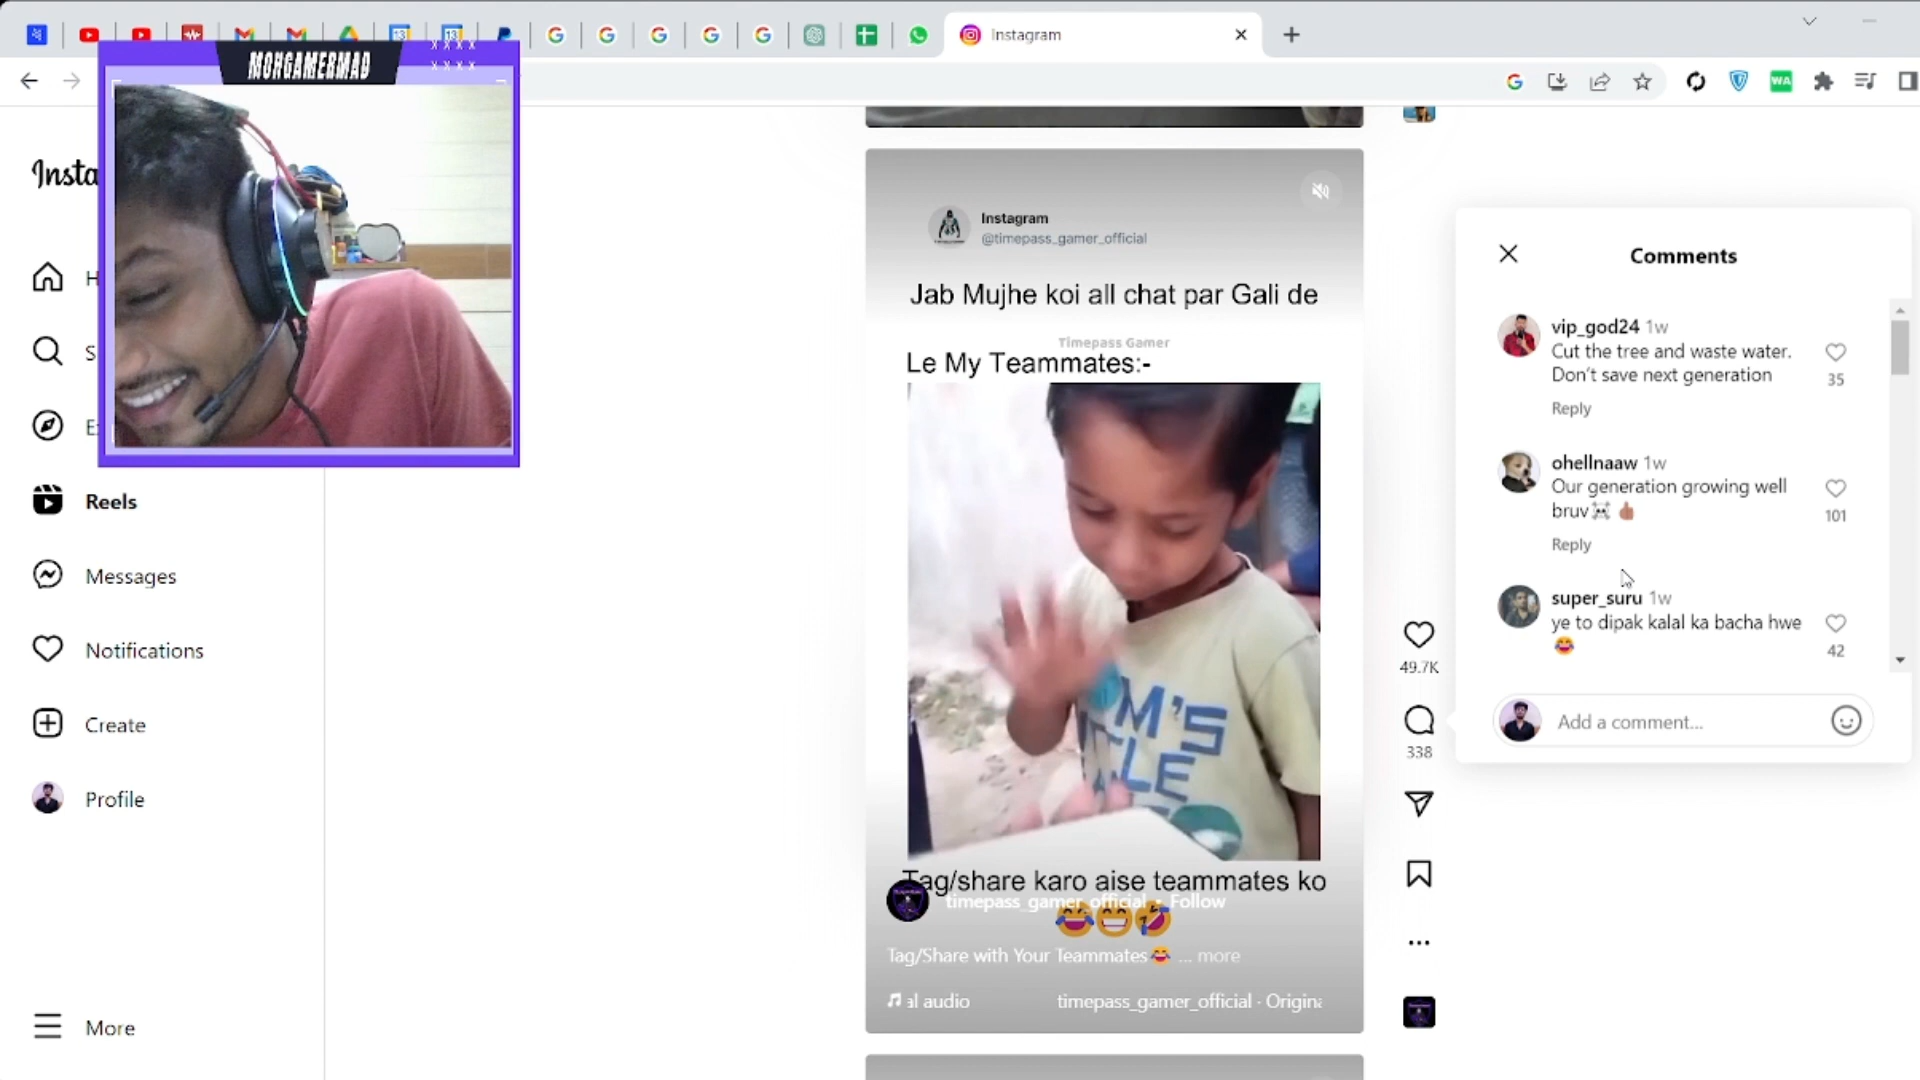 Instagram
MOHGAMERMAD
Insta
H
S
E
Reels
Messages
Notifications
Create
Profile
More
Instagram
@timepass_gamer_official
Jab Mujhe koi all chat par Gali de
Timepass Gamer
Le My Teammates:-
Tag/share karo aise teammates ko
😂😁🤣
timepass_gamer_official • Follow
Tag/Share with Your Teammates😂 ... more
al audio
timepass_gamer_official · Origina
49.7K
338
Comments
vip_god24 1w
Cut the tree and waste water.
Don't save next generation
35
Reply
ohellnaaw 1w
Our generation growing well
bruv☠👍🏽
101
Reply
super_suru 1w
ye to dipak kalal ka bacha hwe
😂
42
Add a comment...
WA
13
13
M'S
LE